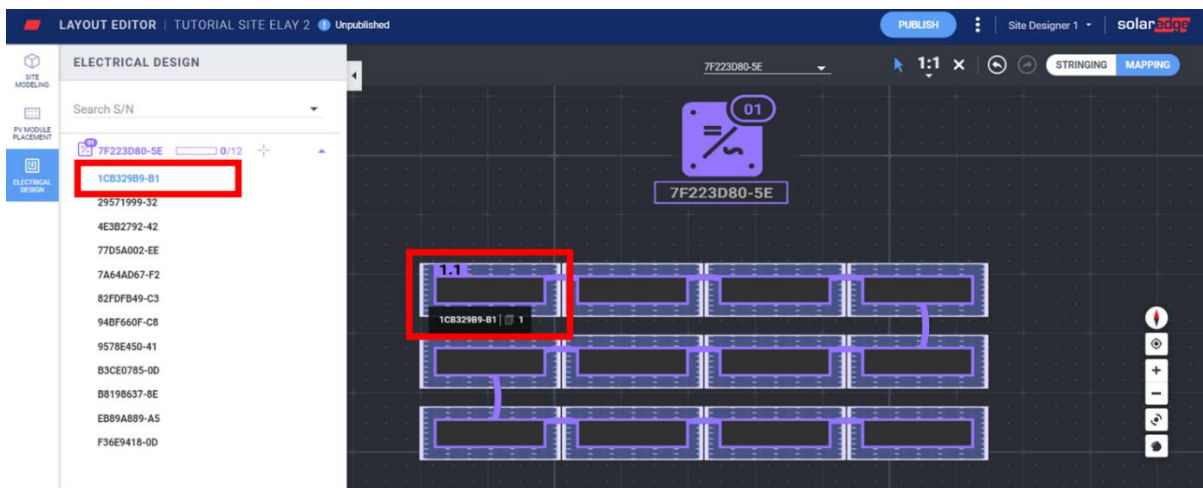 LAYOUT EDITOR | TUTORIAL SITE ELAY 2 Unpublished
PUBLISH
Site Designer 1
solaredge
SITE MODELING
PV MODULE PLACEMENT
ELECTRICAL DESIGN
ELECTRICAL DESIGN
Search S/N
01
7F223D80-5E 0/12
1CB329B9-B1
29571999-32
4E3B2792-42
77D5A002-EE
7A64AD67-F2
82FDFB49-C3
94BF660F-C8
9578E450-41
B3CE0785-0D
B8198637-8E
EB89A889-A5
F36E9418-0D
7F223D80-5E
1:1
STRINGING MAPPING
01
7F223D80-5E
1.1
1CB329B9-B1 | 1